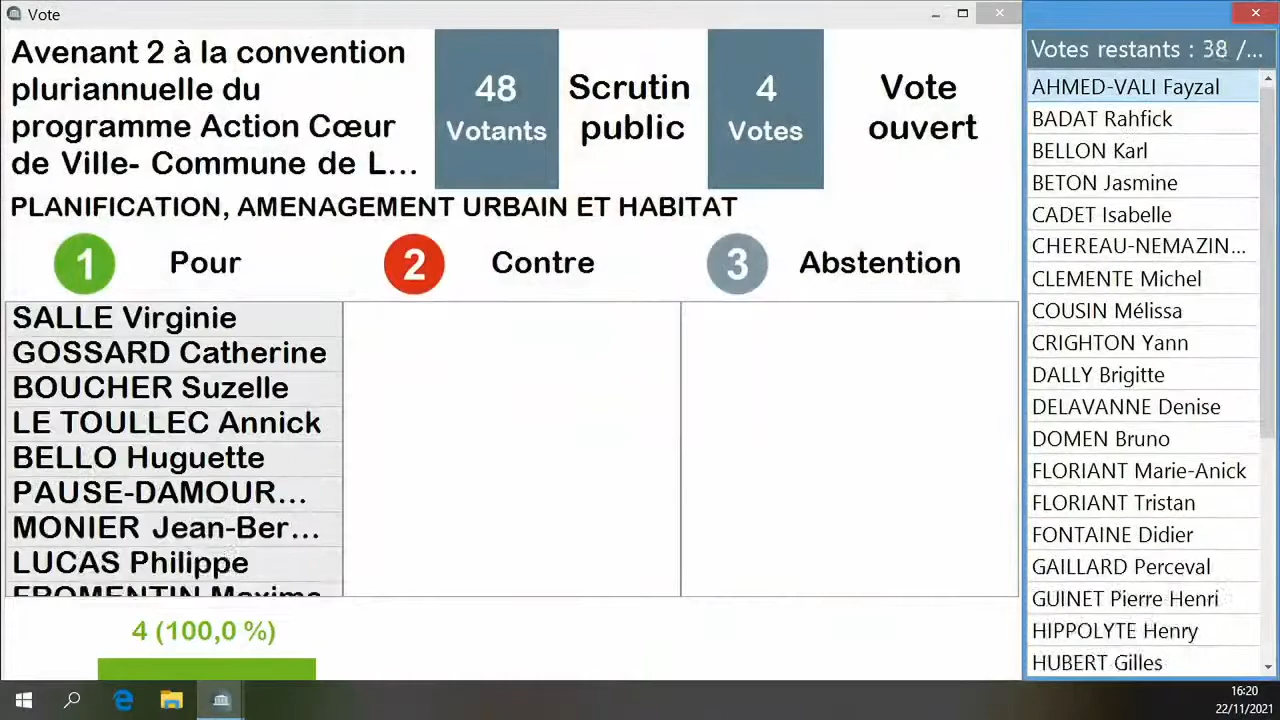 Vote
Avenant 2 à la convention
pluriannuelle du
programme Action Cœur
de Ville- Commune de L...
48
Votants
Scrutin
public
4
Votes
Vote
ouvert
PLANIFICATION, AMENAGEMENT URBAIN ET HABITAT
1 Pour
2 Contre
3 Abstention
SALLE Virginie
GOSSARD Catherine
BOUCHER Suzelle
LE TOULLEC Annick
BELLO Huguette
PAUSE-DAMOUR...
MONIER Jean-Ber...
LUCAS Philippe
FROMENTIN Maxime
4 (100,0 %)
Votes restants : 38 /...
AHMED-VALI Fayzal
BADAT Rahfick
BELLON Karl
BETON Jasmine
CADET Isabelle
CHEREAU-NEMAZIN...
CLEMENTE Michel
COUSIN Mélissa
CRIGHTON Yann
DALLY Brigitte
DELAVANNE Denise
DOMEN Bruno
FLORIANT Marie-Anick
FLORIANT Tristan
FONTAINE Didier
GAILLARD Perceval
GUINET Pierre Henri
HIPPOLYTE Henry
HUBERT Gilles
16:20
22/11/2021